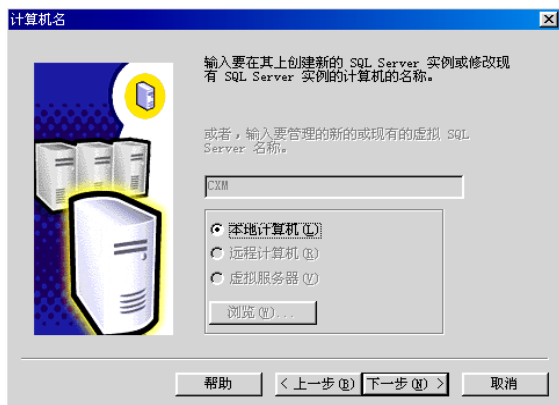 计算机名
输入要在其上创建新的 SQL Server 实例或修改现
有 SQL Server 实例的计算机的名称。
或者，输入要管理的新的或现有的虚拟 SQL
Server 名称。
CXM
本地计算机(L)
远程计算机(R)
虚拟服务器(V)
浏览(W)...
帮助
< 上一步(B)
下一步(N) >
取消